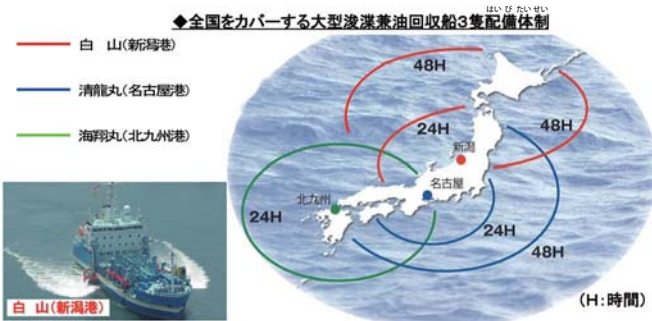 はいびたいせい
◆全国をカバーする大型浚渫兼油回収船3隻配備体制
白 山(新潟港)
清龍丸(名古屋港)
海翔丸(北九州港)
48H
24H
48H
新潟
名古屋
北九州
24H
24H
48H
白 山(新潟港)
(H:時間)